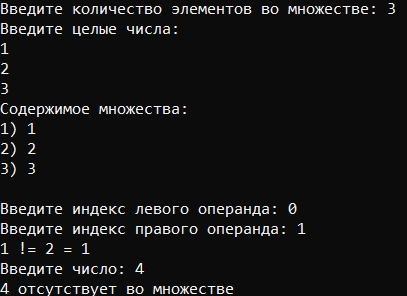 Введите количество элементов во множестве: 3
Введите целые числа:
1
2
3
Содержимое множества:
1) 1
2) 2
3) 3
Введите индекс левого операнда: 0
Введите индекс правого операнда: 1
1 != 2 = 1
Введите число: 4
4 отсутствует во множестве